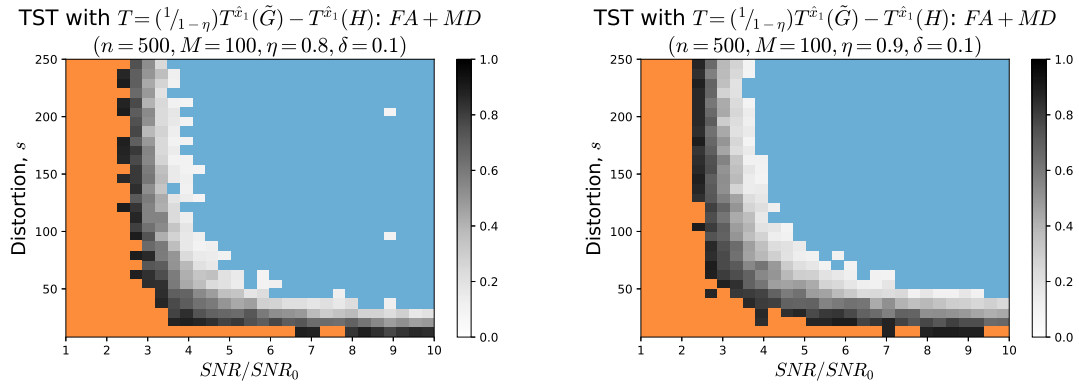 TST with T = (¹/₁₋η)T^x̂₁(G̃) − T^x̂₁(H): FA + MD
(n = 500, M = 100, η = 0.8, δ = 0.1)
250
200
150
100
50
Distortion, s
1 2 3 4 5 6 7 8 9 10
SNR/SNR₀
1.0
0.8
0.6
0.4
0.2
0.0
TST with T = (¹/₁₋η)T^x̂₁(G̃) − T^x̂₁(H): FA + MD
(n = 500, M = 100, η = 0.9, δ = 0.1)
250
200
150
100
50
Distortion, s
1 2 3 4 5 6 7 8 9 10
SNR/SNR₀
1.0
0.8
0.6
0.4
0.2
0.0